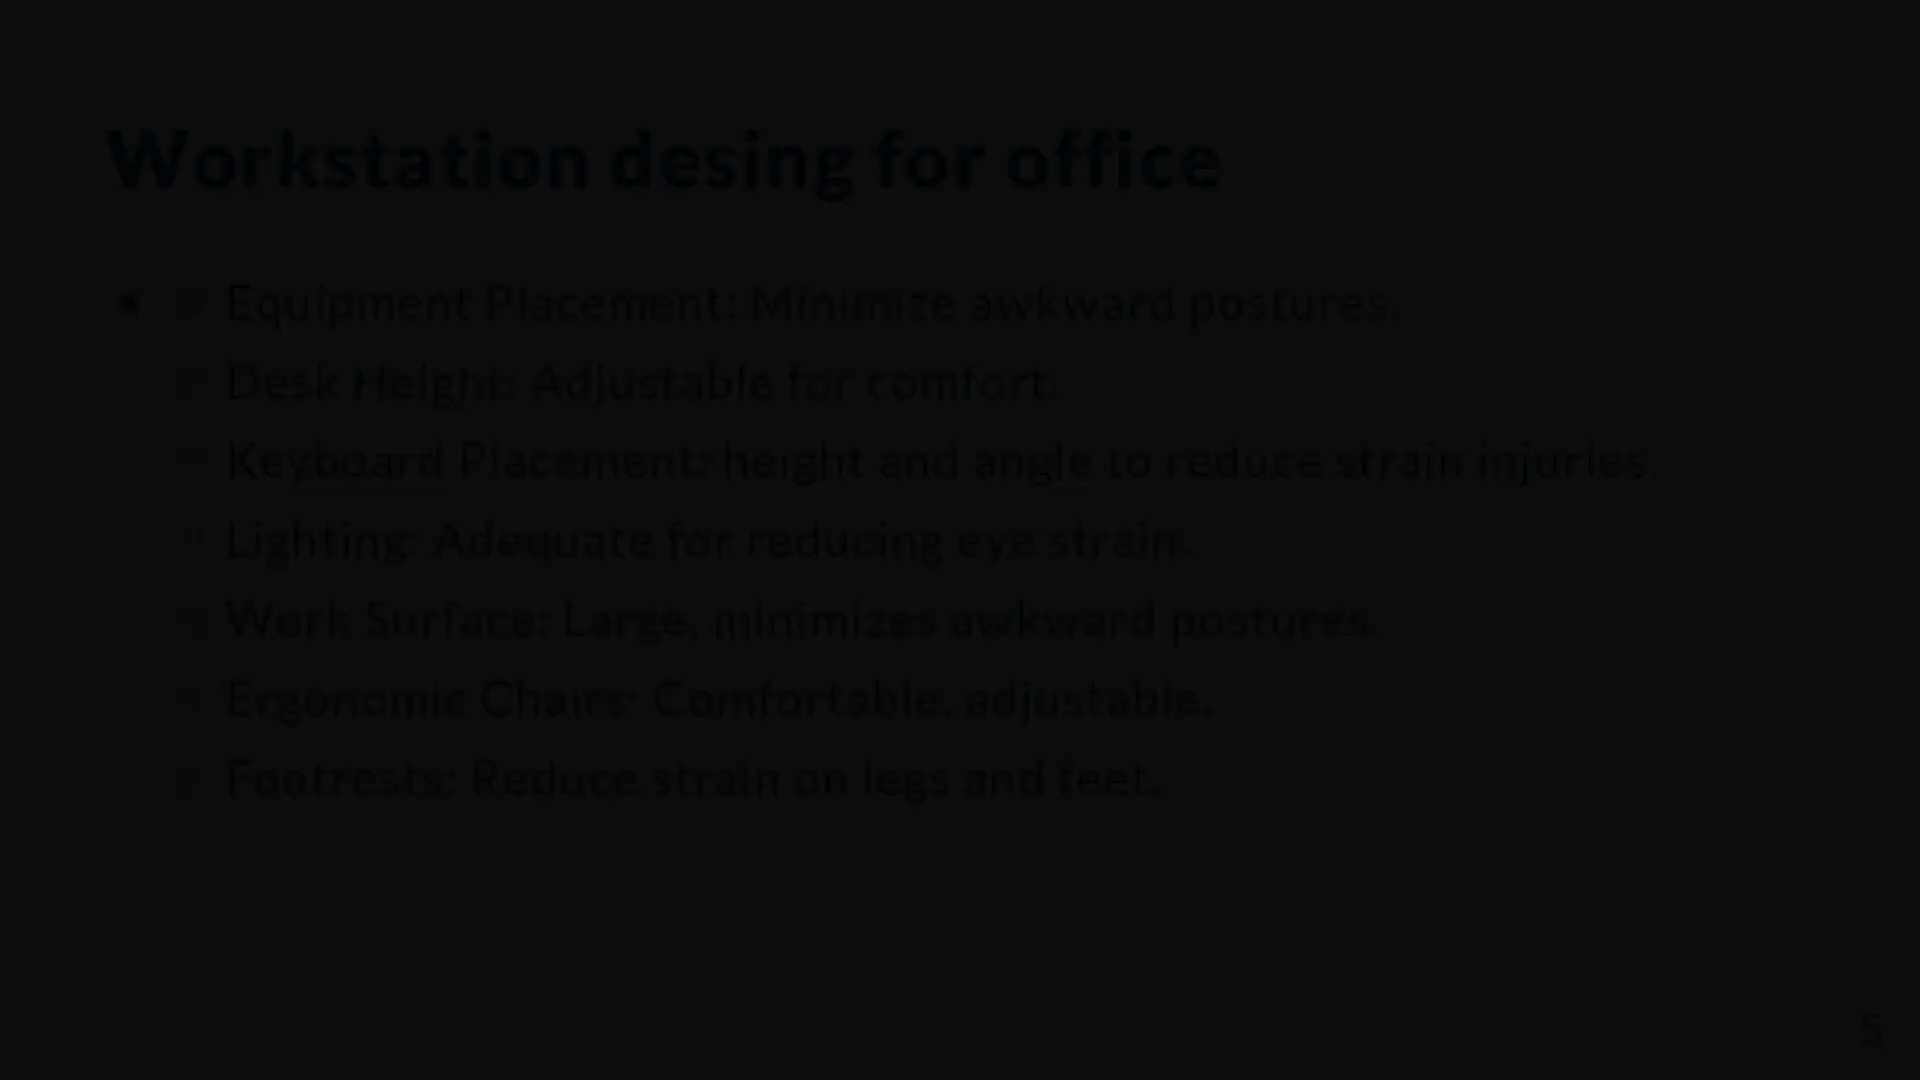 Workstation desing for office
Equipment Placement: Minimize awkward postures.
Desk Height: Adjustable for comfort.
Keyboard Placement: height and angle to reduce strain injuries.
Lighting: Adequate for reducing eye strain.
Work Surface: Large, minimizes awkward postures.
Ergonomic Chairs: Comfortable, adjustable.
Footrests: Reduce strain on legs and feet.
5